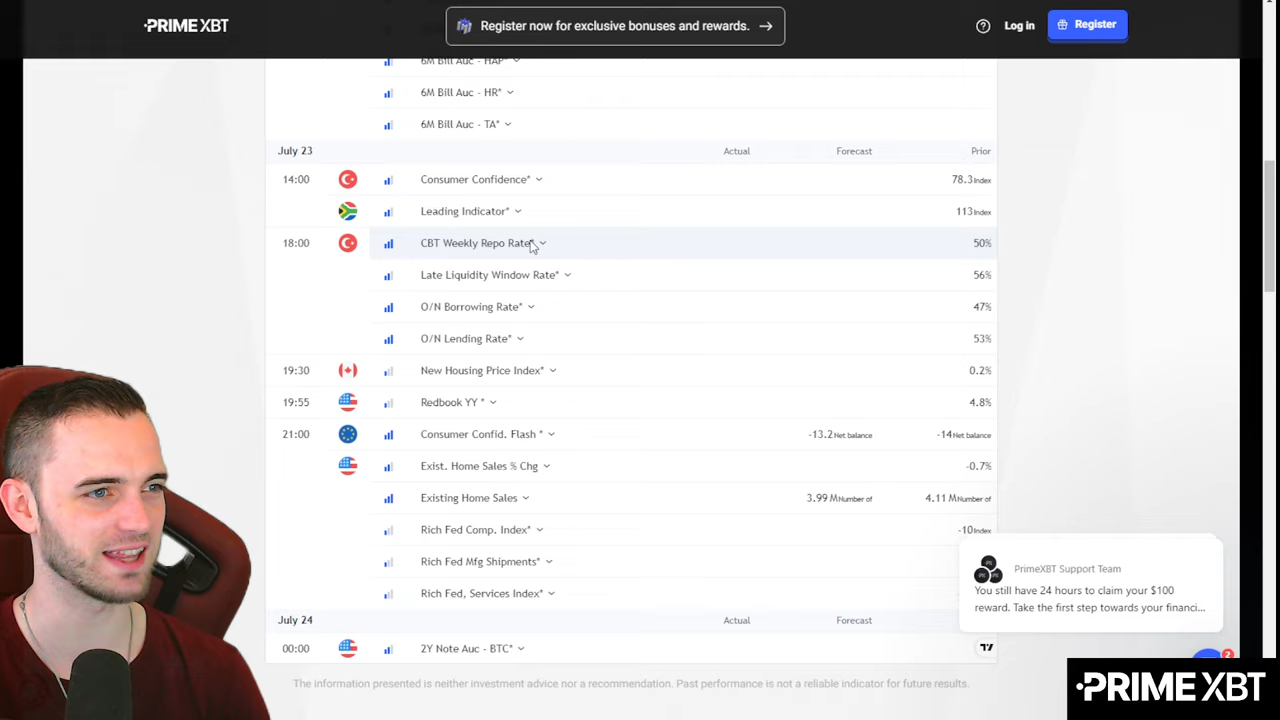 PRIME XBT
Register now for exclusive bonuses and rewards. →
Log in
Register
6M Bill Auc - HAP*
6M Bill Auc - HR*
6M Bill Auc - TA*
July 23 Actual Forecast Prior
14:00 Consumer Confidence* 78.3 Index
Leading Indicator* 113 Index
18:00 CBT Weekly Repo Rate* 50%
Late Liquidity Window Rate* 56%
O/N Borrowing Rate* 47%
O/N Lending Rate* 53%
19:30 New Housing Price Index* 0.2%
19:55 Redbook YY * 4.8%
21:00 Consumer Confid. Flash * -13.2 Net balance -14 Net balance
Exist. Home Sales % Chg -0.7%
Existing Home Sales 3.99 M Number of 4.11 M Number of
Rich Fed Comp. Index* -10 Index
Rich Fed Mfg Shipments*
Rich Fed, Services Index*
PrimeXBT Support Team
You still have 24 hours to claim your $100
reward. Take the first step towards your financi...
July 24 Actual Forecast
00:00 2Y Note Auc - BTC*
2
The information presented is neither investment advice nor a recommendation. Past performance is not a reliable indicator for future results.
PRIME XBT